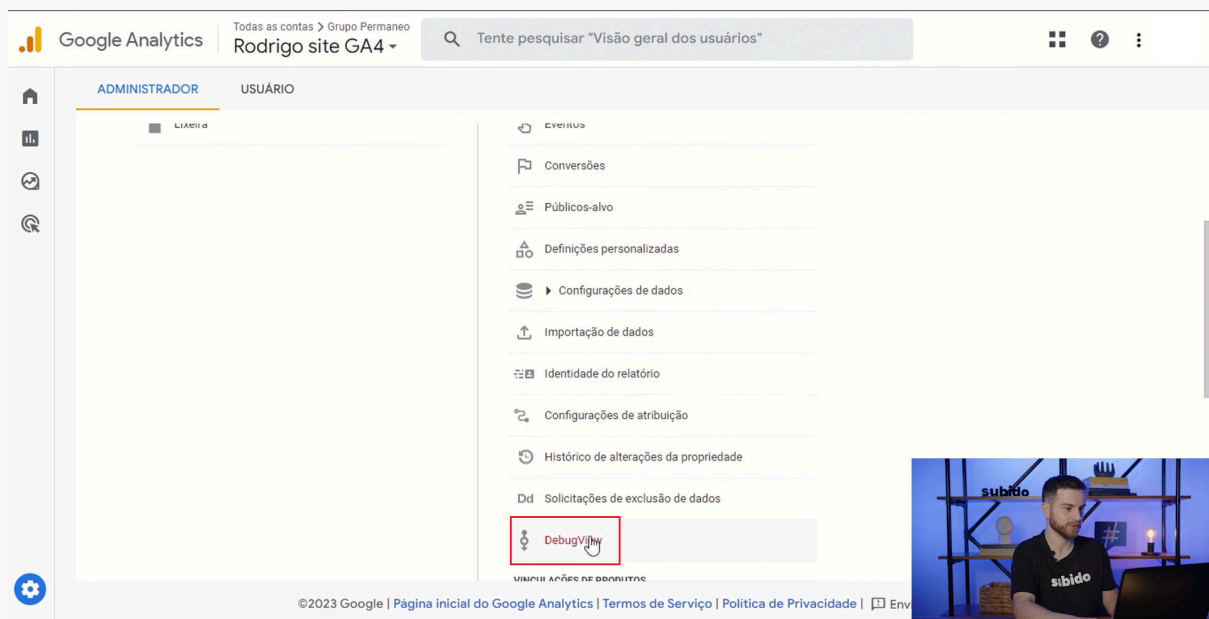 Todas as contas > Grupo Permaneo
Google Analytics
Rodrigo site GA4
Tente pesquisar "Visão geral dos usuários"
ADMINISTRADOR
USUÁRIO
Lixeira
Eventos
Conversões
Públicos-alvo
Definições personalizadas
Configurações de dados
Importação de dados
Identidade do relatório
Configurações de atribuição
Histórico de alterações da propriedade
Dd Solicitações de exclusão de dados
DebugView
VINCULAÇÕES DE PRODUTOS
©2023 Google | Página inicial do Google Analytics | Termos de Serviço | Política de Privacidade | Env
subido
#
subido